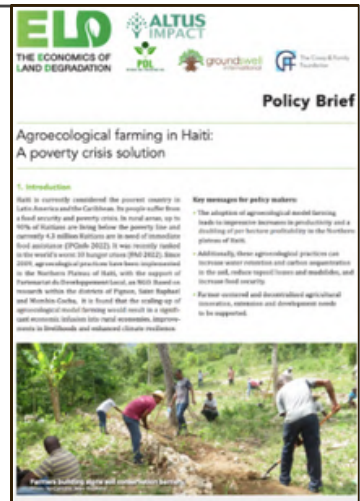 ELD
THE ECONOMICS OF
LAND DEGRADATION
ALTUS
IMPACT
PDL
groundswell
international
The Coony & Family
Foundation
Policy Brief
Agroecological farming in Haiti:
A poverty crisis solution
1. Introduction
Haiti is currently considered the poorest country in
Latin America and the Caribbean. Its people suffer from
a food security and poverty crisis. In rural areas, up to
90% of Haitians are living below the poverty line and
currently 4.5 million Haitians are in need of immediate
food assistance (IPCinfo 2022). It was recently ranked
in the world's worst 10 hunger crises (FAO 2022). Since
2009, agroecological practices have been implemented
in the Northern Plateau of Haiti, with the support of
Partenariat du Développement Local, an NGO. Based on
research within the districts of Pignon, Saint Raphael
and Mombin-Crochu, it is found that the scaling-up of
agroecological model farming would result in a signifi-
cant economic infusion into rural economies, improve-
ments in livelihoods and enhanced climate resilience.
Key messages for policy makers:
• The adoption of agroecological model farming
leads to impressive increases in productivity and a
doubling of per hectare profitability in the Northern
plateau of Haiti.
• Additionally, these agroecological practices can
increase water retention and carbon sequestration
in the soil, reduce topsoil losses and mudslides, and
increase food security.
• Farmer-centered and decentralized agricultural
innovation, extension and development needs
to be supported.
Farmers building
soil conservation barriers